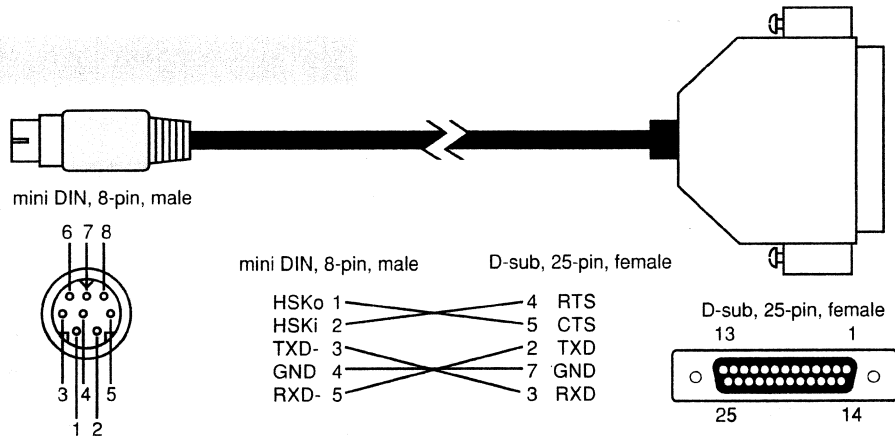 mini DIN, 8-pin, male
6 7 8
3 4 5
1 2
mini DIN, 8-pin, male D-sub, 25-pin, female
HSKo 1 4 RTS
HSKi 2 5 CTS
TXD- 3 2 TXD
GND 4 7 GND
RXD- 5 3 RXD
D-sub, 25-pin, female
13 1
25 14